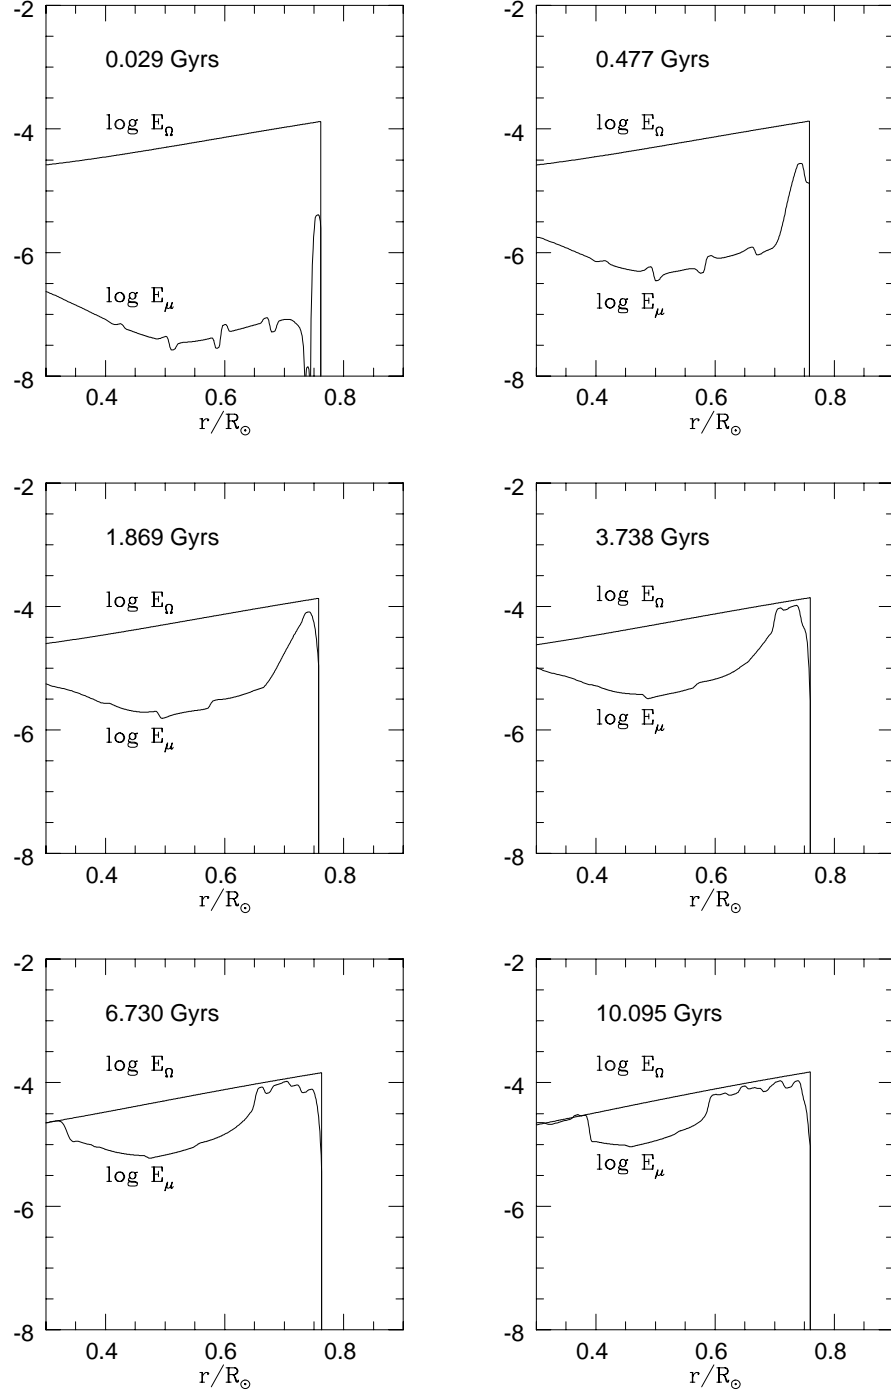 -2
-4
-6
-8
0.029 Gyrs
log E_Ω
log E_μ
0.4 0.6 0.8
r/R_⊙
-2
-4
-6
-8
0.477 Gyrs
log E_Ω
log E_μ
0.4 0.6 0.8
r/R_⊙
-2
-4
-6
-8
1.869 Gyrs
log E_Ω
log E_μ
0.4 0.6 0.8
r/R_⊙
-2
-4
-6
-8
3.738 Gyrs
log E_Ω
log E_μ
0.4 0.6 0.8
r/R_⊙
-2
-4
-6
-8
6.730 Gyrs
log E_Ω
log E_μ
0.4 0.6 0.8
r/R_⊙
-2
-4
-6
-8
10.095 Gyrs
log E_Ω
log E_μ
0.4 0.6 0.8
r/R_⊙